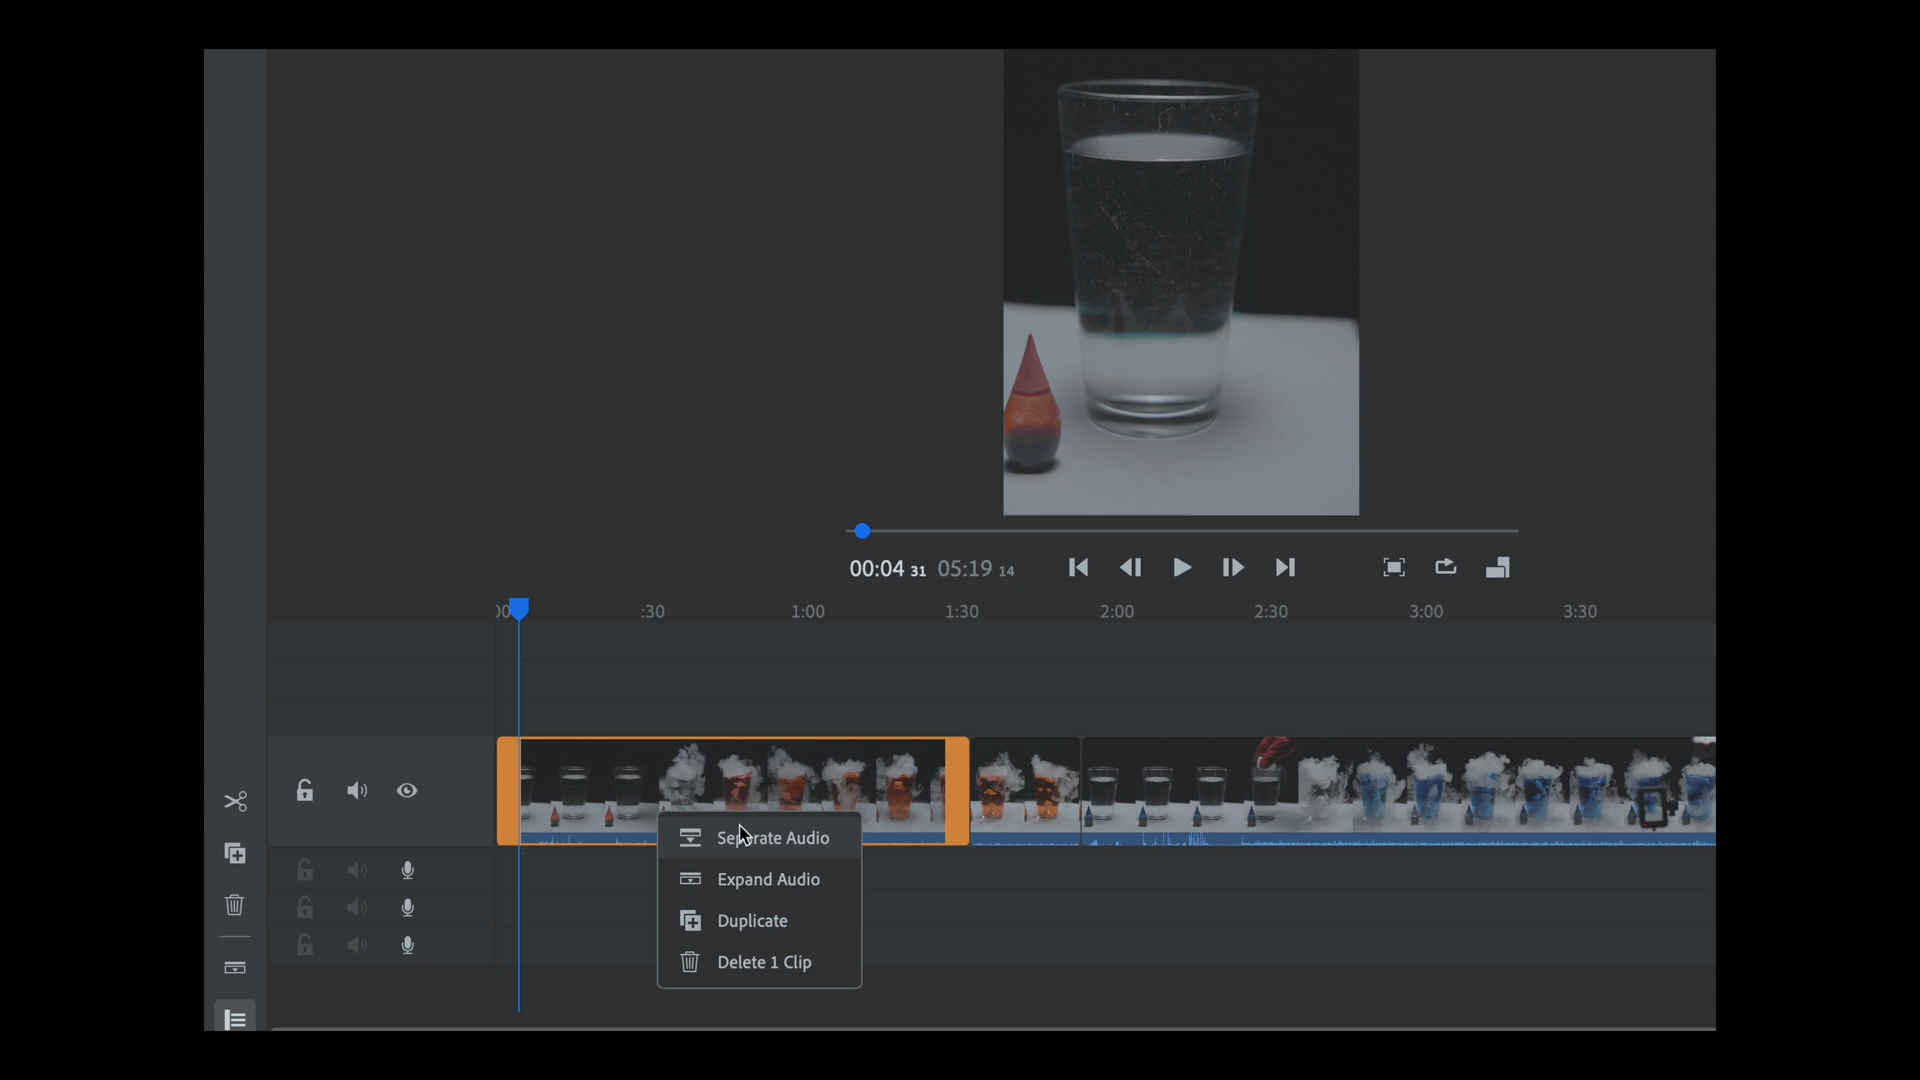 00:04 31 05:19 14
:30 1:00 1:30 2:00 2:30 3:00 3:30
Separate Audio
Expand Audio
Duplicate
Delete 1 Clip